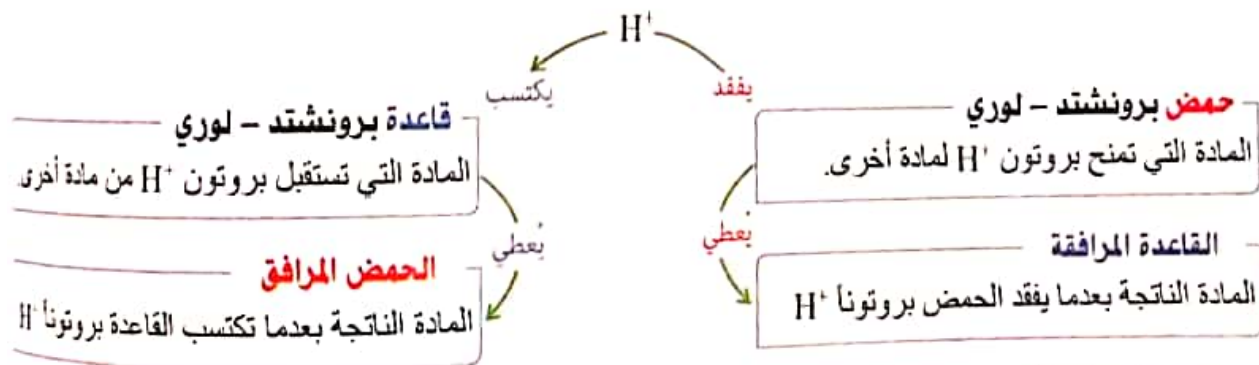 H⁺
يفقد
يكتسب
حمض برونشتد – لوري
المادة التي تمنح بروتون H⁺ لمادة أخرى.
يُعطي
القاعدة المرافقة
المادة الناتجة بعدما يفقد الحمض بروتوناً H⁺
قاعدة برونشتد – لوري
المادة التي تستقبل بروتون H⁺ من مادة أخرى.
يُعطي
الحمض المرافق
المادة الناتجة بعدما تكتسب القاعدة بروتوناً H⁺